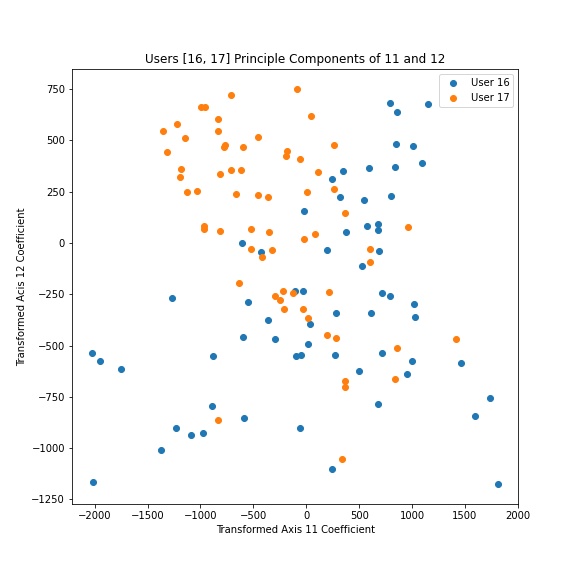 Users [16, 17] Principle Components of 11 and 12
User 16
User 17
Transformed Acis 12 Coefficient
750
500
250
0
−250
−500
−750
−1000
−1250
−2000 −1500 −1000 −500 0 500 1000 1500 2000
Transformed Axis 11 Coefficient